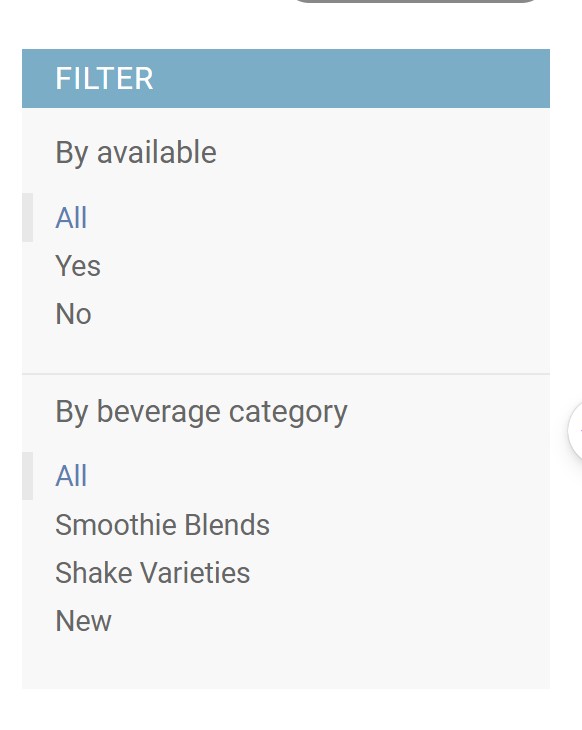 FILTER
By available
All
Yes
No
By beverage category
All
Smoothie Blends
Shake Varieties
New